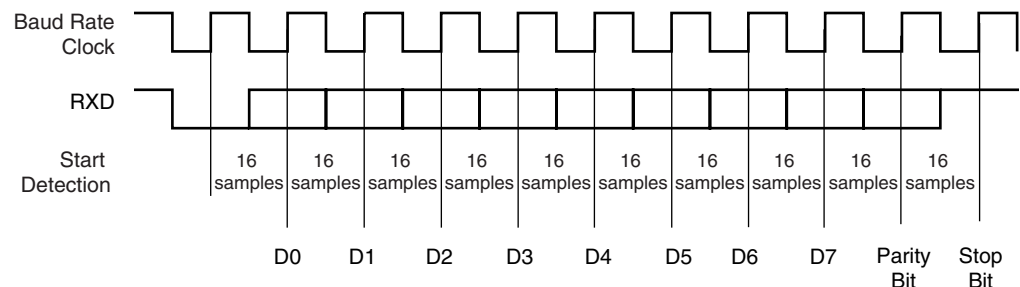 Baud Rate
Clock
RXD
Start
Detection
16 16 16 16 16 16 16 16 16 16
samples samples samples samples samples samples samples samples samples samples
D0 D1 D2 D3 D4 D5 D6 D7 Parity Stop
Bit Bit